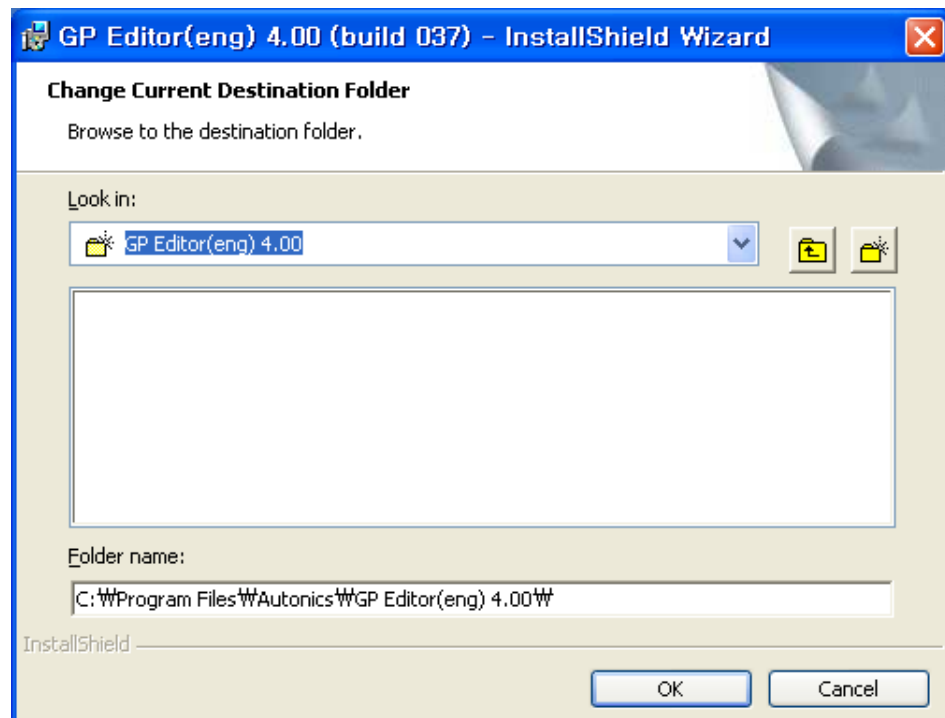 GP Editor(eng) 4.00 (build 037) – InstallShield Wizard
Change Current Destination Folder
Browse to the destination folder.
Look in:
GP Editor(eng) 4.00
Folder name:
C:₩Program Files₩Autonics₩GP Editor(eng) 4.00₩
InstallShield
OK Cancel